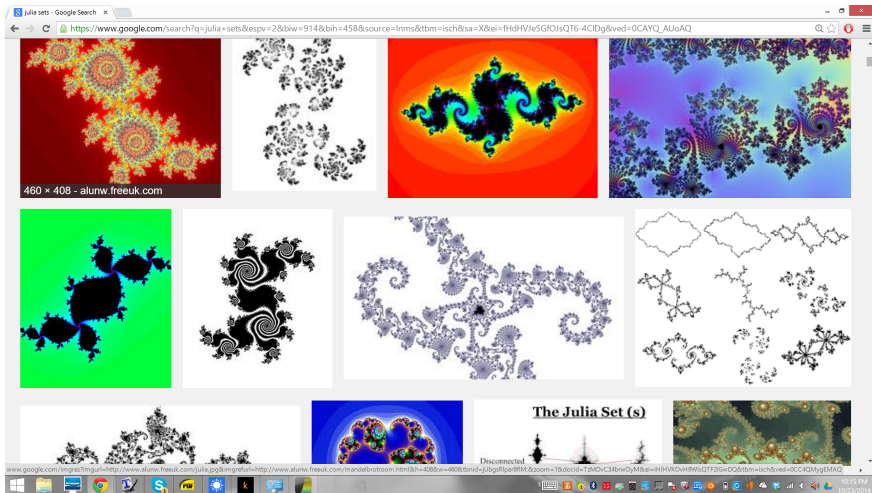 julia sets - Google Search
https://www.google.com/search?q=julia+sets&espv=2&biw=914&bih=458&source=lnms&tbm=isch&sa=X&ei=fHdHVJe5GfOJsQT6-4CIDg&ved=0CAYQ_AUoAQ
460 × 408 - alunw.freeuk.com
The Julia Set (s)
Disconnected
10:15 PM